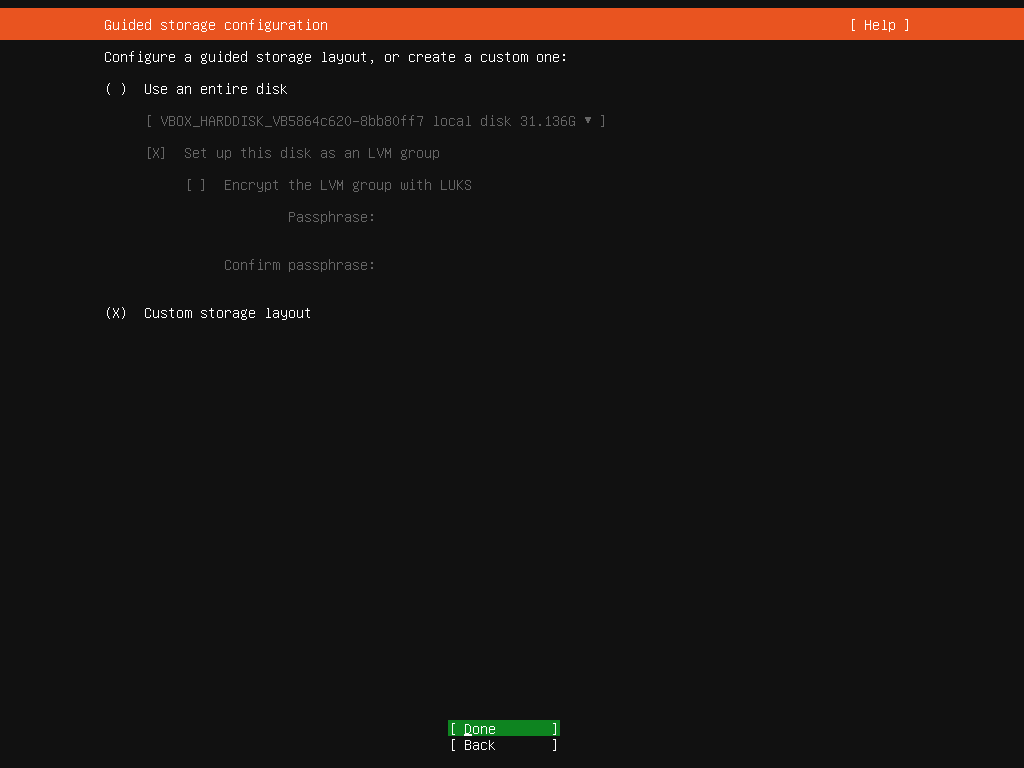 Guided storage configuration [ Help ]
Configure a guided storage layout, or create a custom one:
( ) Use an entire disk
[ VBOX_HARDDISK_VB5864c620-8bb80ff7 local disk 31.136G ▾ ]
[X] Set up this disk as an LVM group
[ ] Encrypt the LVM group with LUKS
Passphrase:
Confirm passphrase:
(X) Custom storage layout
[ Done ]
[ Back ]